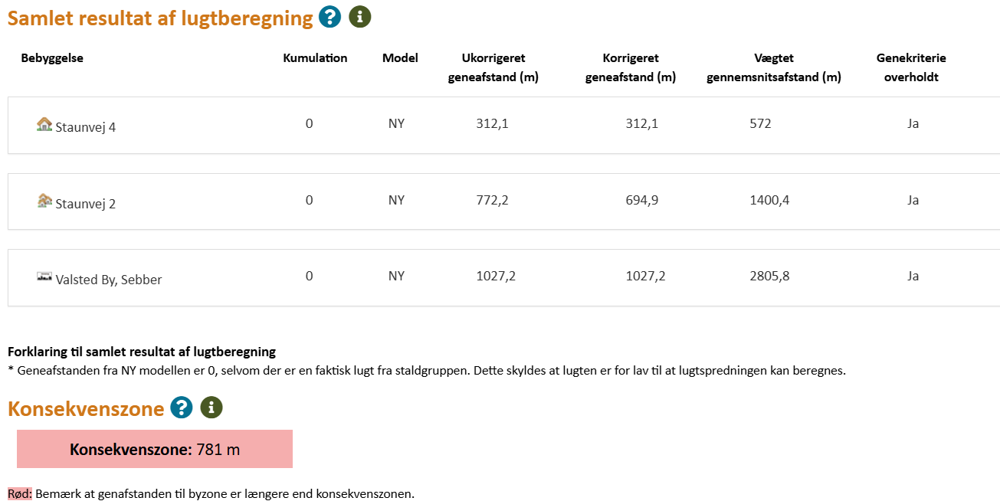 Samlet resultat af lugtberegning ? i
Bebyggelse Kumulation Model Ukorrigeret geneafstand (m) Korrigeret geneafstand (m) Vægtet gennemsnitsafstand (m) Genekriterie overholdt
Staunvej 4 0 NY 312,1 312,1 572 Ja
Staunvej 2 0 NY 772,2 694,9 1400,4 Ja
Valsted By, Sebber 0 NY 1027,2 1027,2 2805,8 Ja
Forklaring til samlet resultat af lugtberegning
* Geneafstanden fra NY modellen er 0, selvom der er en faktisk lugt fra staldgruppen. Dette skyldes at lugten er for lav til at lugtspredningen kan beregnes.
Konsekvenszone ? i
Konsekvenszone: 781 m
Rød: Bemærk at genafstanden til byzone er længere end konsekvenszonen.